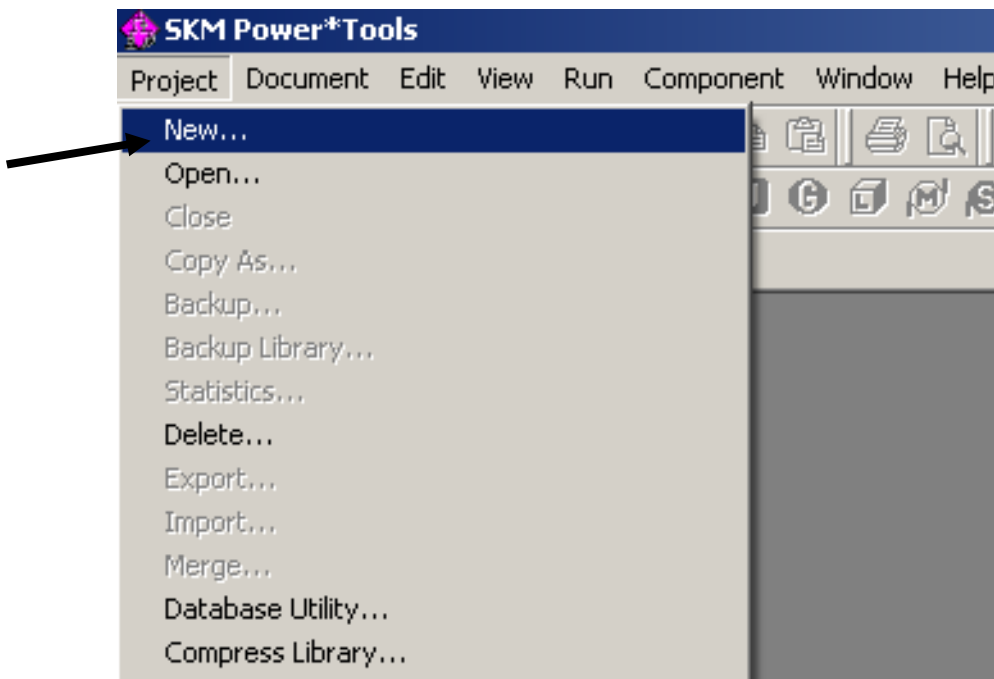 SKM Power*Tools
Project Document Edit View Run Component Window Help
New...
Open...
Close
Copy As...
Backup...
Backup Library...
Statistics...
Delete...
Export...
Import...
Merge...
Database Utility...
Compress Library...